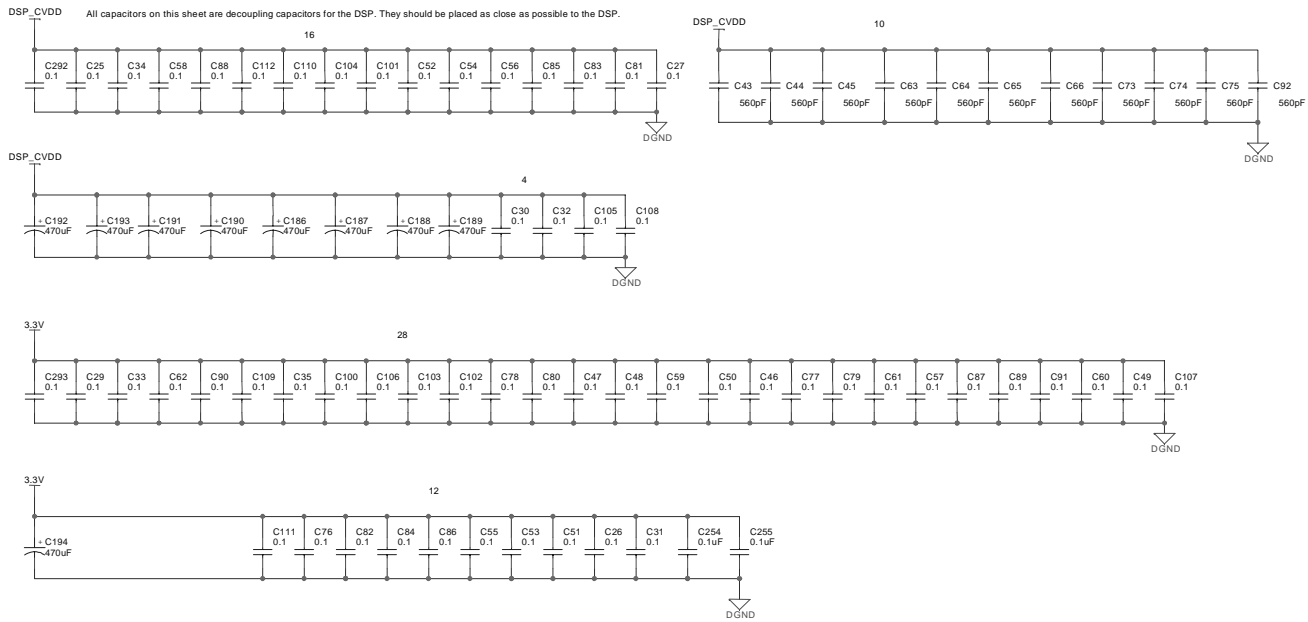 All capacitors on this sheet are decoupling capacitors for the DSP. They should be placed as close as possible to the DSP.
DSP_CVDD
16
C292 C25 C34 C58 C88 C112 C110 C104 C101 C52 C54 C56 C85 C83 C81 C27
0.1 0.1 0.1 0.1 0.1 0.1 0.1 0.1 0.1 0.1 0.1 0.1 0.1 0.1 0.1 0.1
DGND
DSP_CVDD
10
C43 C44 C45 C63 C64 C65 C66 C73 C74 C75 C92
560pF 560pF 560pF 560pF 560pF 560pF 560pF 560pF 560pF 560pF 560pF
DGND
DSP_CVDD
4
+ C192 + C193 + C191 + C190 + C186 + C187 + C188 + C189 C30 C32 C105 C108
470uF 470uF 470uF 470uF 470uF 470uF 470uF 470uF 0.1 0.1 0.1 0.1
DGND
3.3V
28
C293 C29 C33 C62 C90 C109 C35 C100 C106 C103 C102 C78 C80 C47 C48 C59 C50 C46 C77 C79 C61 C57 C87 C89 C91 C60 C49 C107
0.1 0.1 0.1 0.1 0.1 0.1 0.1 0.1 0.1 0.1 0.1 0.1 0.1 0.1 0.1 0.1 0.1 0.1 0.1 0.1 0.1 0.1 0.1 0.1 0.1 0.1 0.1 0.1
DGND
3.3V
12
+ C194 C111 C76 C82 C84 C86 C55 C53 C51 C26 C31 C254 C255
470uF 0.1 0.1 0.1 0.1 0.1 0.1 0.1 0.1 0.1 0.1 0.1uF 0.1uF
DGND